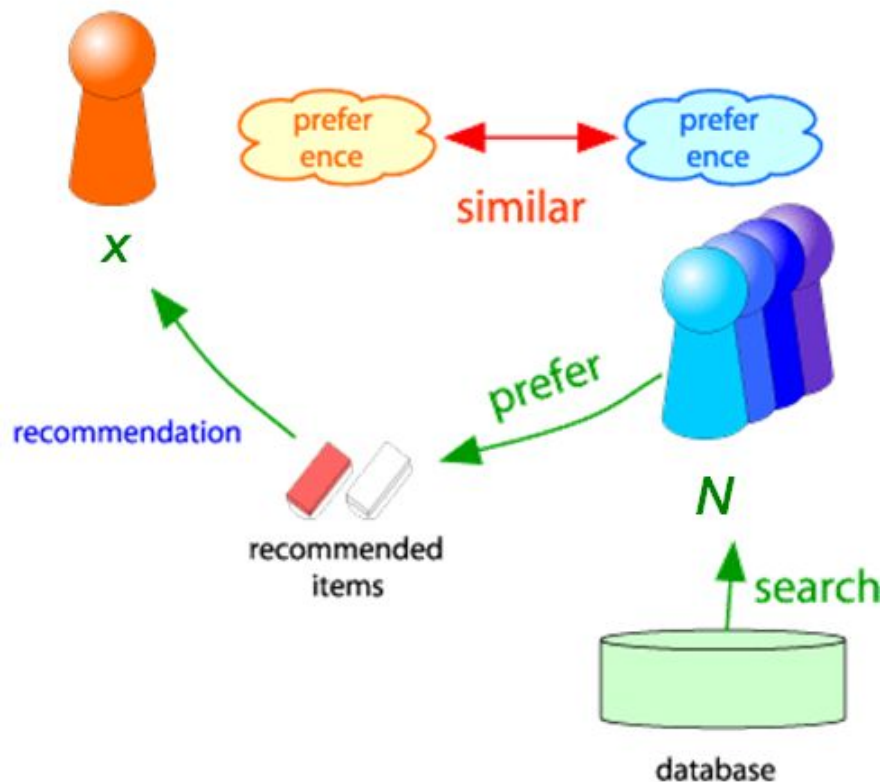 prefer
ence
prefer
ence
similar
x
prefer
recommendation
N
recommended
items
search
database